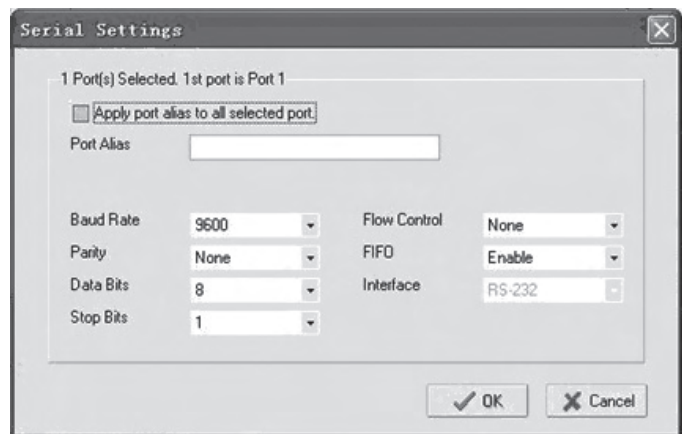 Serial Settings
1 Port(s) Selected. 1st port is Port 1
Apply port alias to all selected port.
Port Alias
Baud Rate 9600 Flow Control None
Parity None FIFO Enable
Data Bits 8 Interface RS-232
Stop Bits 1
OK Cancel